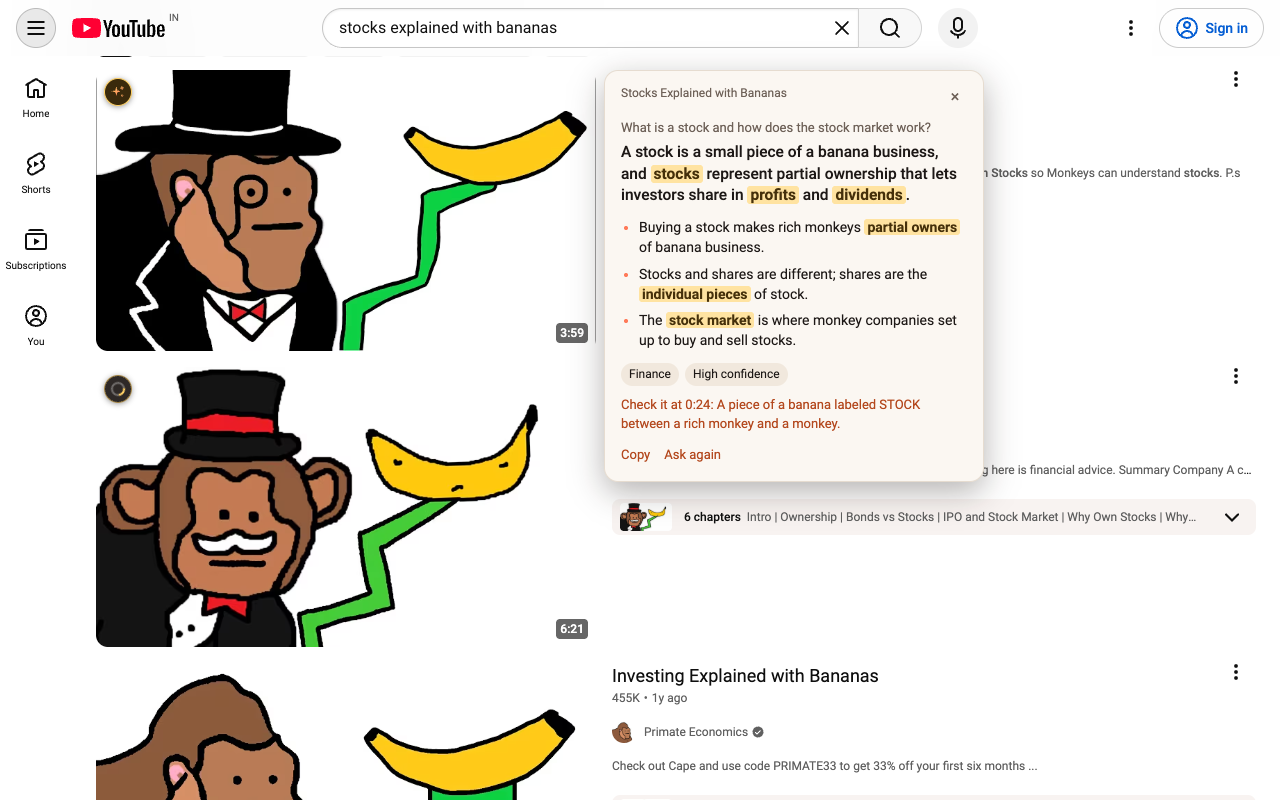 YouTube IN
stocks explained with bananas
Sign in
Home
Shorts
Subscriptions
You
3:59
Stocks Explained with Bananas
×
What is a stock and how does the stock market work?
A stock is a small piece of a banana business,
and stocks represent partial ownership that lets
investors share in profits and dividends.
• Buying a stock makes rich monkeys partial owners
of banana business.
• Stocks and shares are different; shares are the
individual pieces of stock.
• The stock market is where monkey companies set
up to buy and sell stocks.
Finance High confidence
Check it at 0:24: A piece of a banana labeled STOCK
between a rich monkey and a monkey.
Copy Ask again
Stocks so Monkeys can understand stocks. P.s
6:21
here is financial advice. Summary Company A c...
6 chapters Intro | Ownership | Bonds vs Stocks | IPO and Stock Market | Why Own Stocks | Why...
Investing Explained with Bananas
455K • 1y ago
Primate Economics
Check out Cape and use code PRIMATE33 to get 33% off your first six months ...